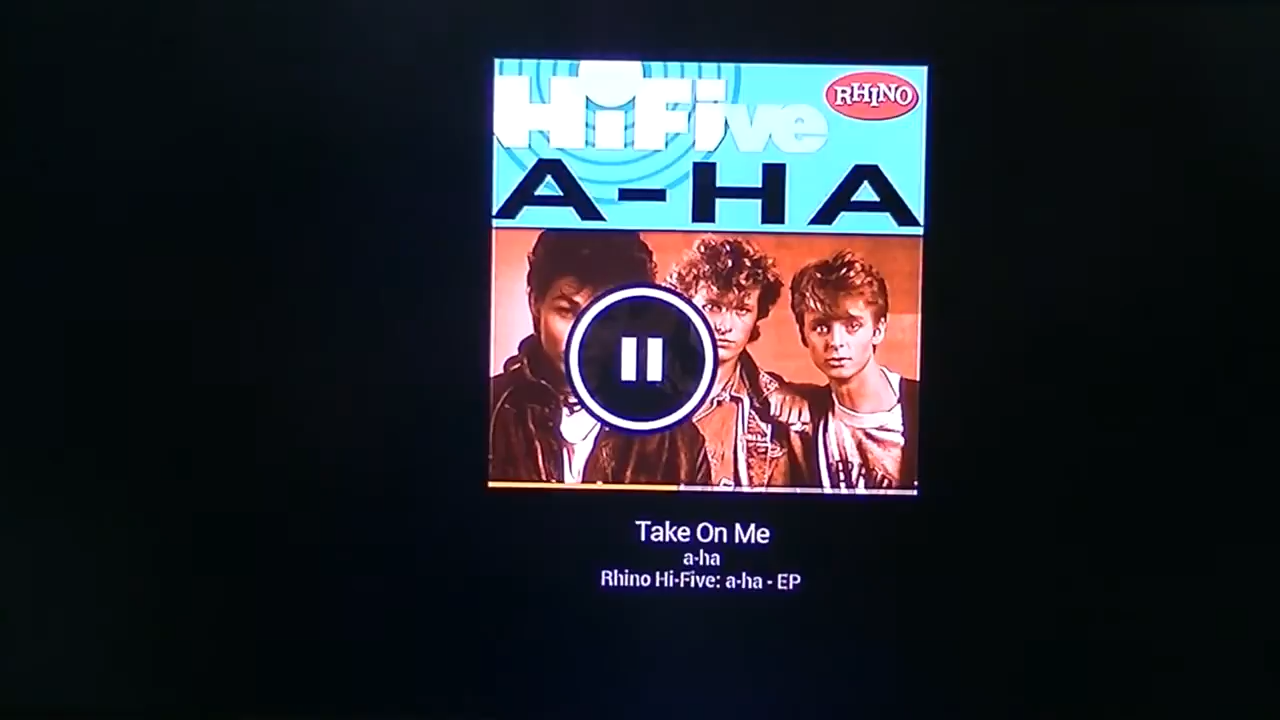 HiFive
RHINO
A-HA
Take On Me
a-ha
Rhino Hi-Five: a-ha - EP